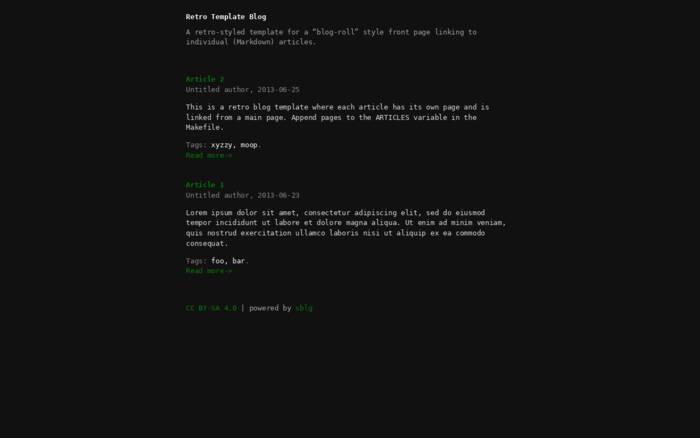 Retro Template Blog
A retro-styled template for a “blog-roll” style front page linking to
individual (Markdown) articles.
Article 2
Untitled author, 2013-06-25
This is a retro blog template where each article has its own page and is
linked from a main page. Append pages to the ARTICLES variable in the
Makefile.
Tags: xyzzy, moop.
Read more->
Article 1
Untitled author, 2013-06-23
Lorem ipsum dolor sit amet, consectetur adipiscing elit, sed do eiusmod
tempor incididunt ut labore et dolore magna aliqua. Ut enim ad minim veniam,
quis nostrud exercitation ullamco laboris nisi ut aliquip ex ea commodo
consequat.
Tags: foo, bar.
Read more->
CC BY-SA 4.0 | powered by sblg